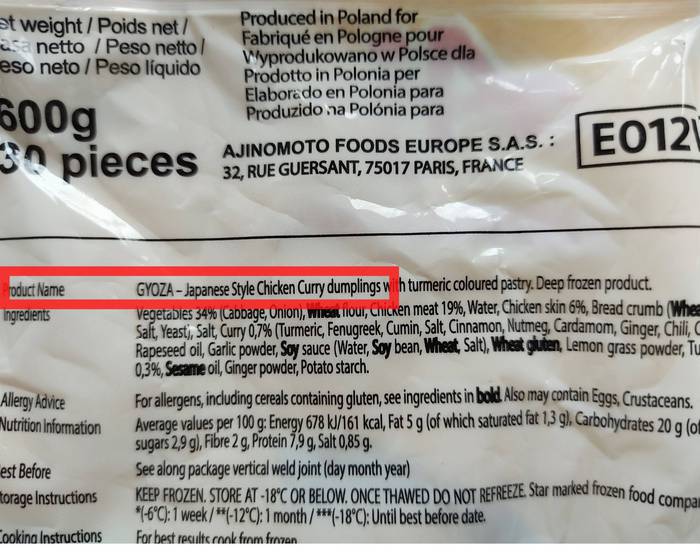 et weight / Poids net /
asa netto / Peso netto /
eso neto / Peso líquido
600g
30 pieces
Produced in Poland for
Fabriqué en Pologne pour
Wyprodukowano w Polsce dla
Prodotto in Polonia per
Elaborado en Polonia para
Produzido na Polónia para
AJINOMOTO FOODS EUROPE S.A.S. :
32, RUE GUERSANT, 75017 PARIS, FRANCE
EO12
Product Name GYOZA – Japanese Style Chicken Curry dumplings with turmeric coloured pastry. Deep frozen product.
Ingredients Vegetables 34% (Cabbage, Onion), Wheat flour, Chicken meat 19%, Water, Chicken skin 6%, Bread crumb (Whea
Salt, Yeast), Salt, Curry 0,7% (Turmeric, Fenugreek, Cumin, Salt, Cinnamon, Nutmeg, Cardamom, Ginger, Chili, C
Rapeseed oil, Garlic powder, Soy sauce (Water, Soy bean, Wheat, Salt), Wheat gluten, Lemon grass powder, Tu
0,3%, Sesame oil, Ginger powder, Potato starch.
Allergy Advice For allergens, including cereals containing gluten, see ingredients in bold. Also may contain Eggs, Crustaceans.
Nutrition Information Average values per 100 g: Energy 678 kJ/161 kcal, Fat 5 g (of which saturated fat 1,3 g), Carbohydrates 20 g (of
sugars 2,9 g), Fibre 2 g, Protein 7,9 g, Salt 0,85 g.
est Before See along package vertical weld joint (day month year)
torage Instructions KEEP FROZEN. STORE AT -18°C OR BELOW. ONCE THAWED DO NOT REFREEZE. Star marked frozen food compa
*(-6°C): 1 week / **(-12°C): 1 month / ***(-18°C): Until best before date.
Cooking Instructions For best results cook from frozen